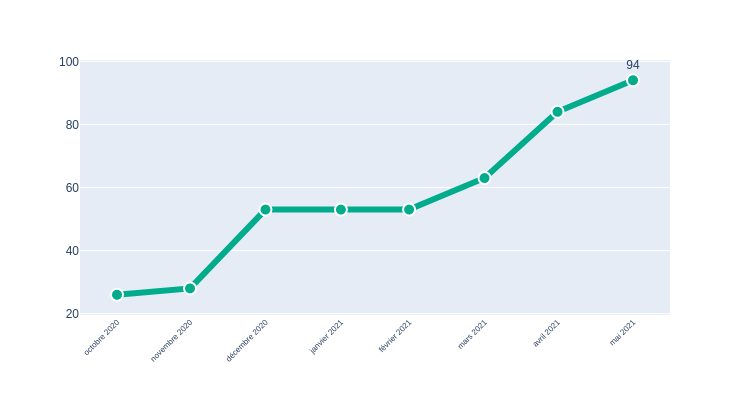 100
94
80
60
40
20
octobre 2020
novembre 2020
décembre 2020
janvier 2021
février 2021
mars 2021
avril 2021
mai 2021